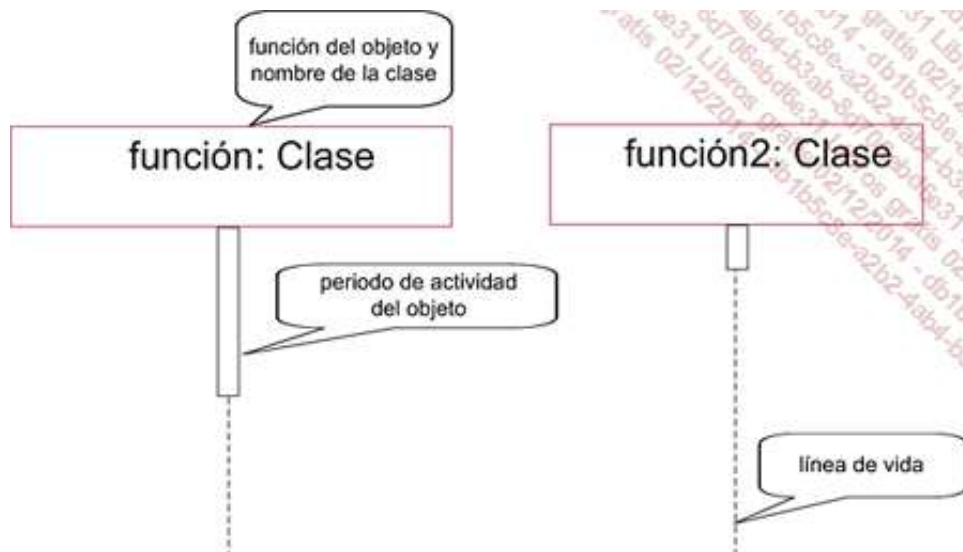 función del objeto y
nombre de la clase
función: Clase
función2: Clase
periodo de actividad
del objeto
línea de vida